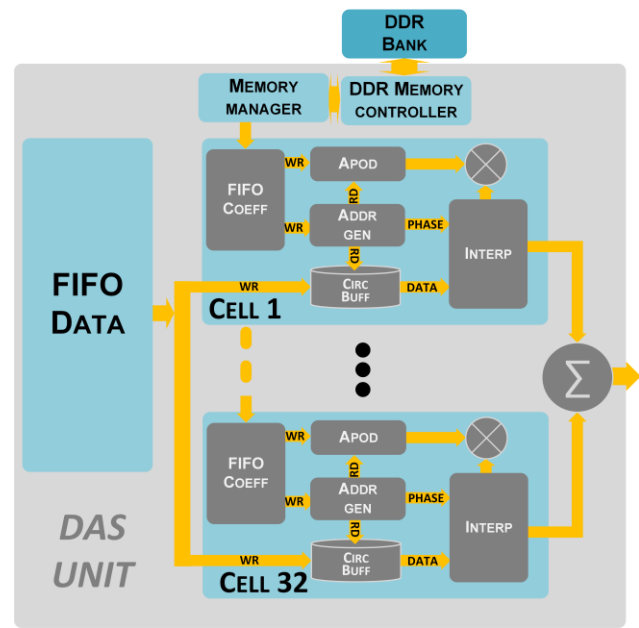 DDR
BANK
MEMORY
MANAGER
DDR MEMORY
CONTROLLER
FIFO
DATA
FIFO
COEFF
WR
APOD
RD
WR
ADDR
GEN
PHASE
INTERP
RD
WR
CIRC
BUFF
DATA
CELL 1
Σ
FIFO
COEFF
WR
APOD
RD
WR
ADDR
GEN
PHASE
INTERP
RD
WR
CIRC
BUFF
DATA
CELL 32
DAS
UNIT